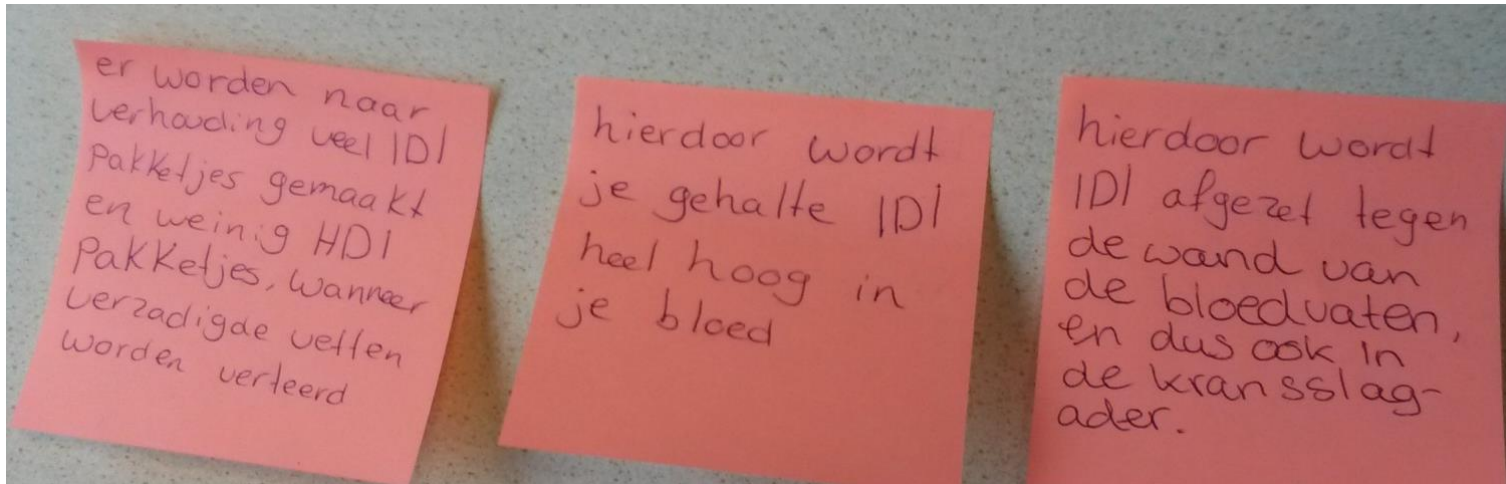 er worden naar
verhouding veel lDl
pakketjes gemaakt
en weinig HDl
pakketjes, wanneer
verzadigde vetten
worden verteerd
hierdoor wordt
je gehalte lDl
heel hoog in
je bloed
hierdoor wordt
lDl afgezet tegen
de wand van
de bloedvaten,
en dus ook in
de kransslag-
ader.